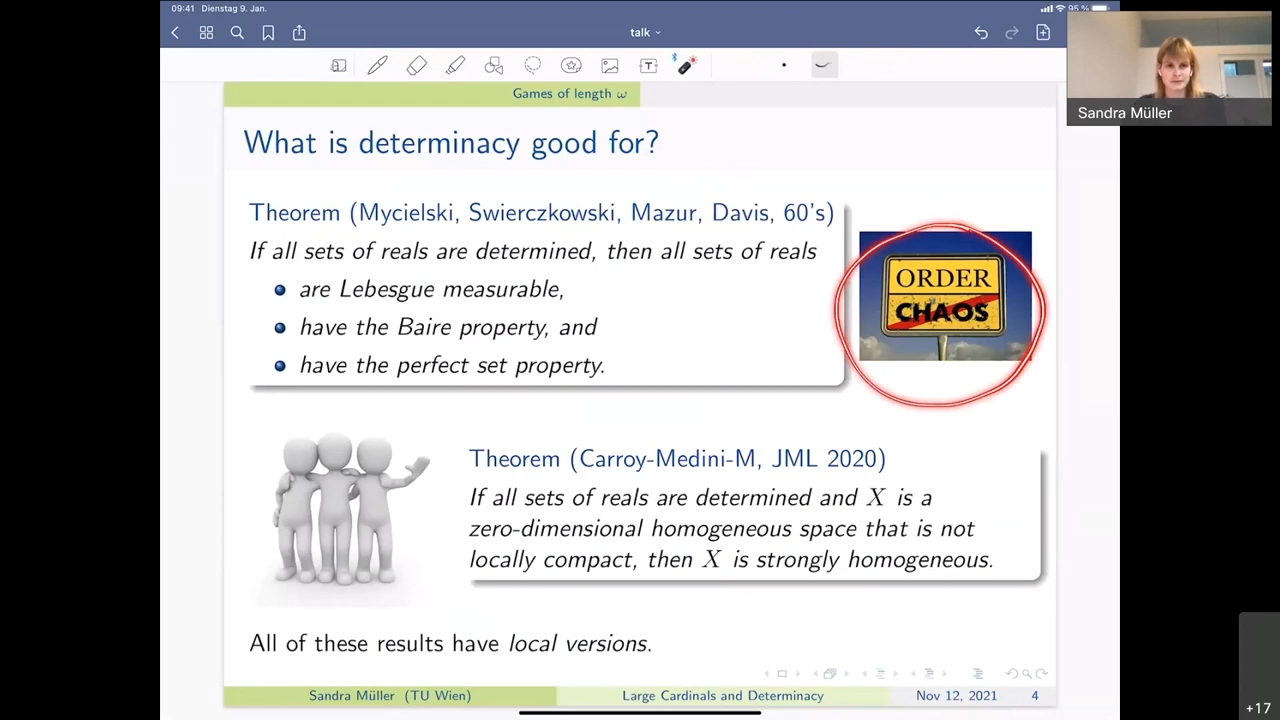 09:41 Dienstag 9. Jan.
95 %
talk
T
Sandra Müller
Games of length ω
What is determinacy good for?
Theorem (Mycielski, Swierczkowski, Mazur, Davis, 60's)
If all sets of reals are determined, then all sets of reals
are Lebesgue measurable,
have the Baire property, and
have the perfect set property.
ORDER
CHAOS
Theorem (Carroy-Medini-M, JML 2020)
If all sets of reals are determined and X is a
zero-dimensional homogeneous space that is not
locally compact, then X is strongly homogeneous.
All of these results have local versions.
Sandra Müller (TU Wien) Large Cardinals and Determinacy Nov 12, 2021 4
+17